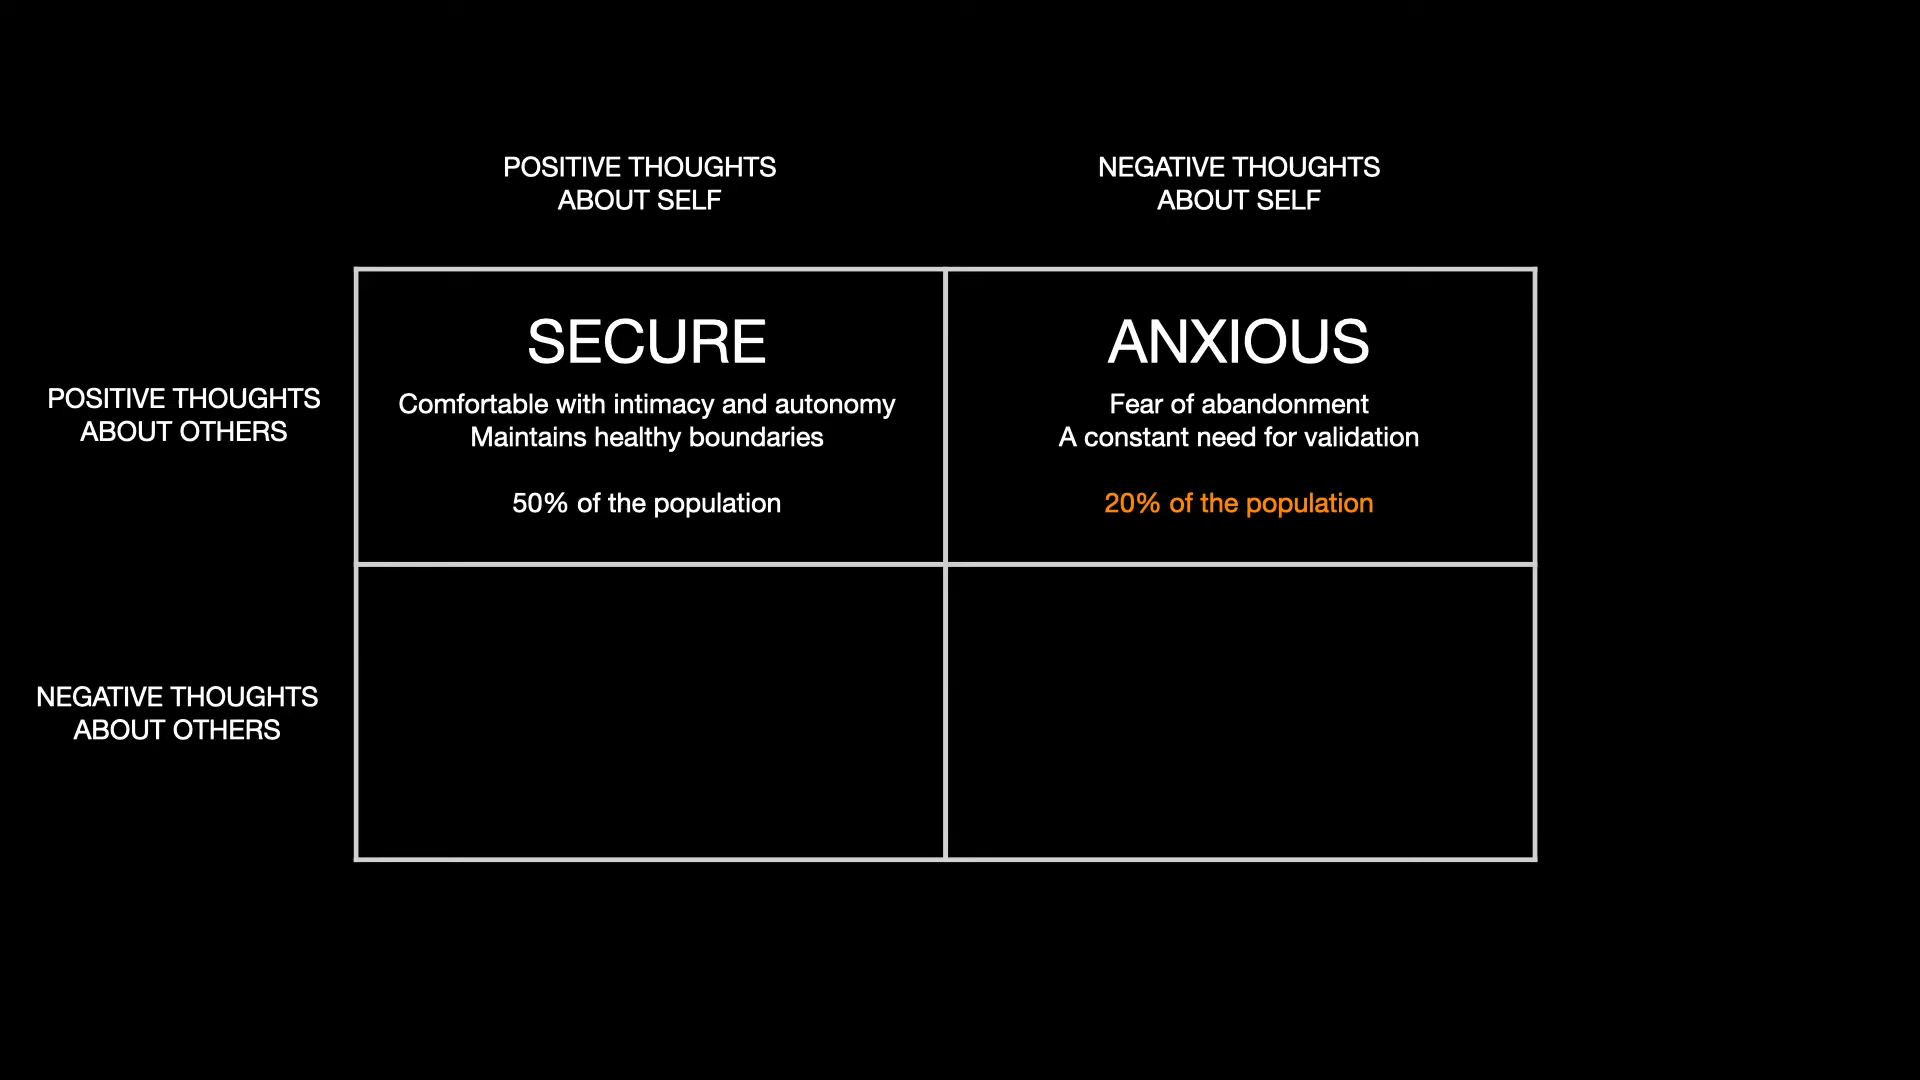 POSITIVE THOUGHTS
ABOUT SELF
NEGATIVE THOUGHTS
ABOUT SELF
POSITIVE THOUGHTS
ABOUT OTHERS
SECURE
Comfortable with intimacy and autonomy
Maintains healthy boundaries
50% of the population
ANXIOUS
Fear of abandonment
A constant need for validation
20% of the population
NEGATIVE THOUGHTS
ABOUT OTHERS